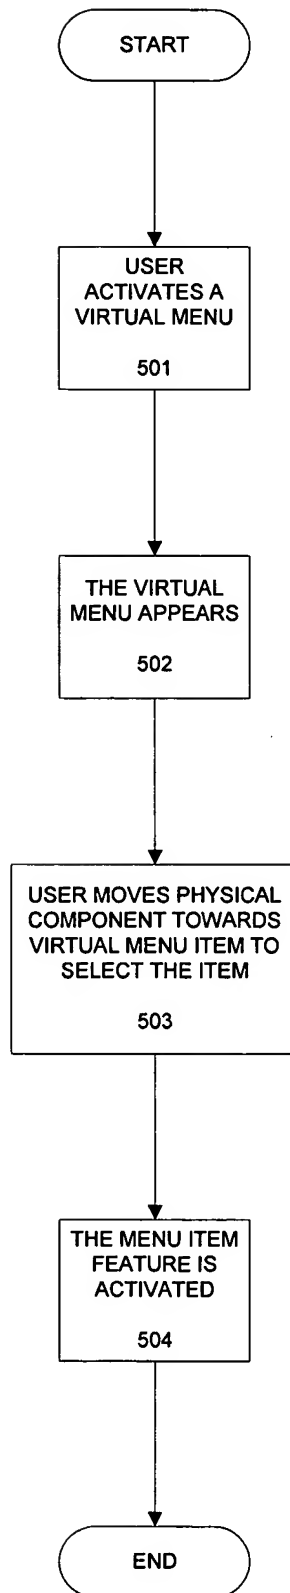 START
USER
ACTIVATES A
VIRTUAL MENU
501
THE VIRTUAL
MENU APPEARS
502
USER MOVES PHYSICAL
COMPONENT TOWARDS
VIRTUAL MENU ITEM TO
SELECT THE ITEM
503
THE MENU ITEM
FEATURE IS
ACTIVATED
504
END